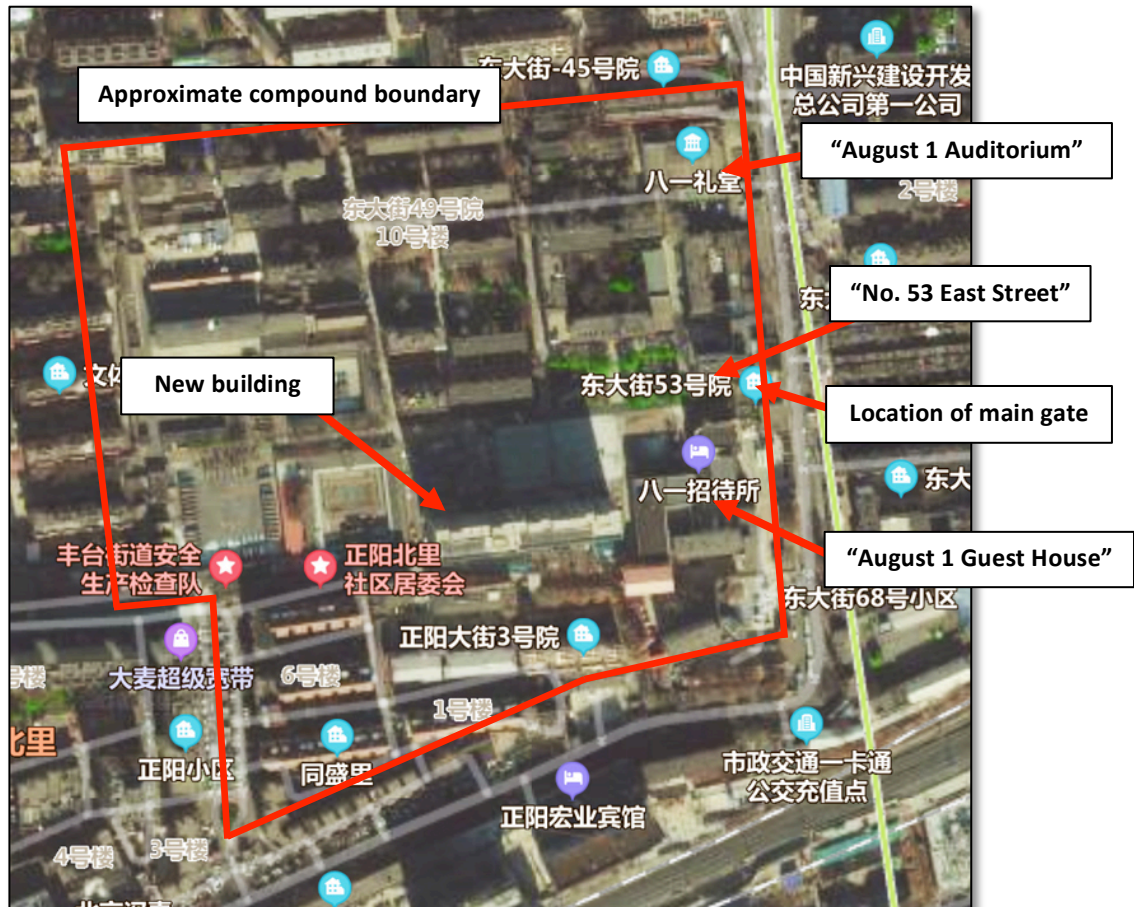 东大街-45号院
中国新兴建设开发
总公司第一公司
Approximate compound boundary
“August 1 Auditorium”
八一礼堂
2号楼
东大街49号院
10号楼
“No. 53 East Street”
New building
东大街53号院
Location of main gate
八一招待所
东大
“August 1 Guest House”
丰台街道安全
生产检查队
正阳北里
社区居委会
东大街68号小区
正阳大街3号院
号楼
大麦超级宽带
6号楼
1号楼
北里
正阳小区
同盛里
市政交通一卡通
公交充值点
正阳宏业宾馆
4号楼
3号楼